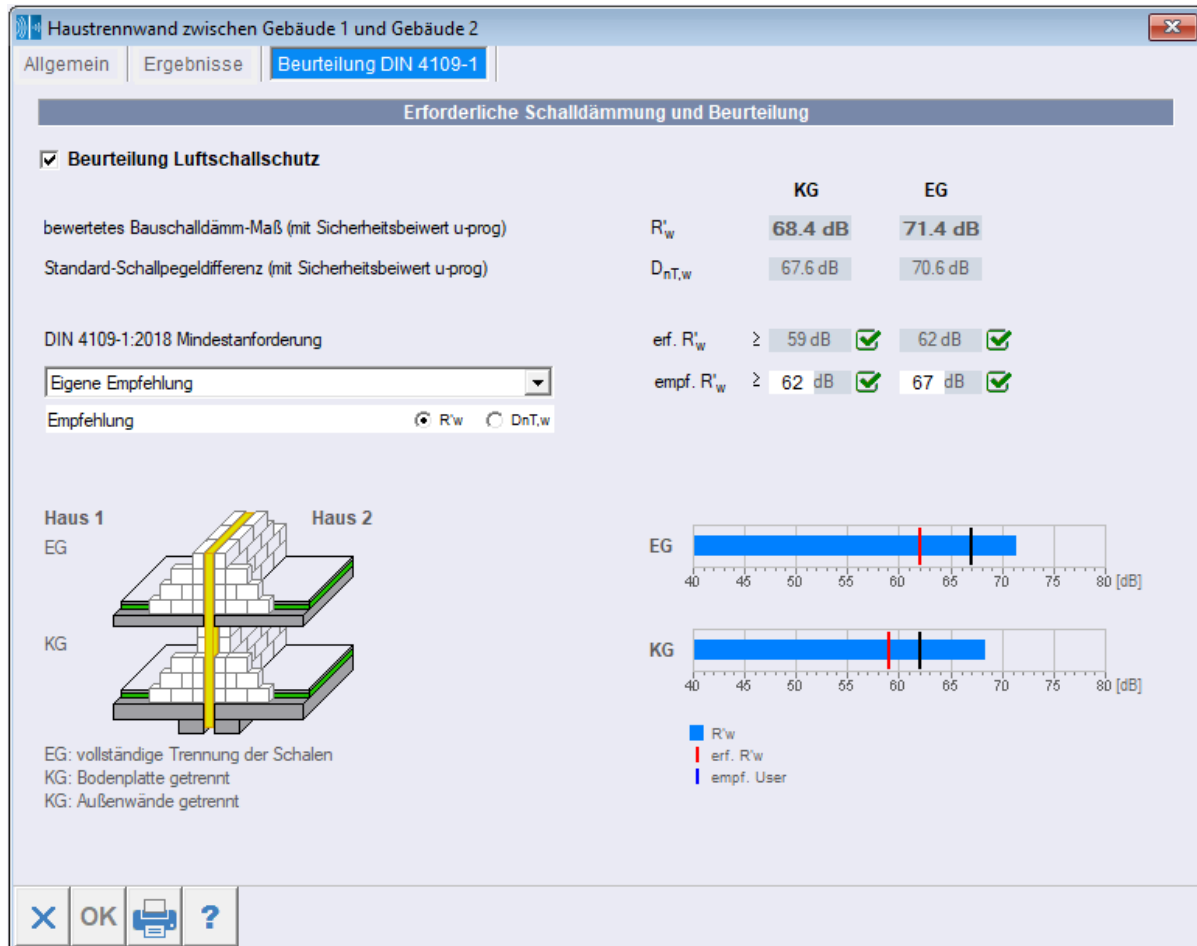 Haustrennwand zwischen Gebäude 1 und Gebäude 2
Allgemein Ergebnisse Beurteilung DIN 4109-1
Erforderliche Schalldämmung und Beurteilung
Beurteilung Luftschallschutz
KG EG
bewertetes Bauschalldämm-Maß (mit Sicherheitsbeiwert u-prog) R'w 68.4 dB 71.4 dB
Standard-Schallpegeldifferenz (mit Sicherheitsbeiwert u-prog) DnT,w 67.6 dB 70.6 dB
DIN 4109-1:2018 Mindestanforderung erf. R'w ≥ 59 dB 62 dB
Eigene Empfehlung empf. R'w ≥ 62 dB 67 dB
Empfehlung R'w DnT,w
Haus 1 Haus 2
EG
KG
EG: vollständige Trennung der Schalen
KG: Bodenplatte getrennt
KG: Außenwände getrennt
EG
40 45 50 55 60 65 70 75 80 [dB]
KG
40 45 50 55 60 65 70 75 80 [dB]
R'w
erf. R'w
empf. User
OK ?